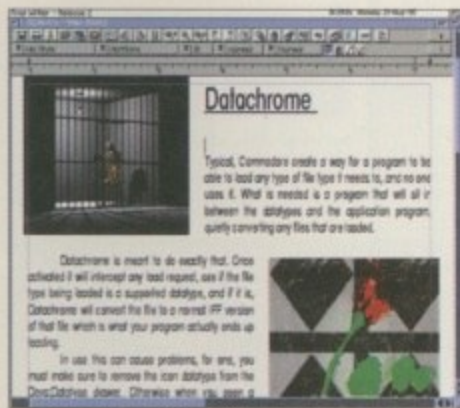 Datachrome
Typical, Commodore create a way for a program to be
able to load any type of file type it needs to, and no one
uses it. What is needed is a program that will sit in
between the datatypes and the application program,
quietly converting any files that are loaded.
Datachrome is meant to do exactly that. Once
activated it will intercept any load request, see if the file
type being loaded is a supported datatype, and if it is,
Datachrome will convert the file to a normal IFF version
of that file which is what your program actually ends up
loading.
In use this can cause problems, for one, you
must make sure to remove the icon datatype from the
Otherwise when you open a